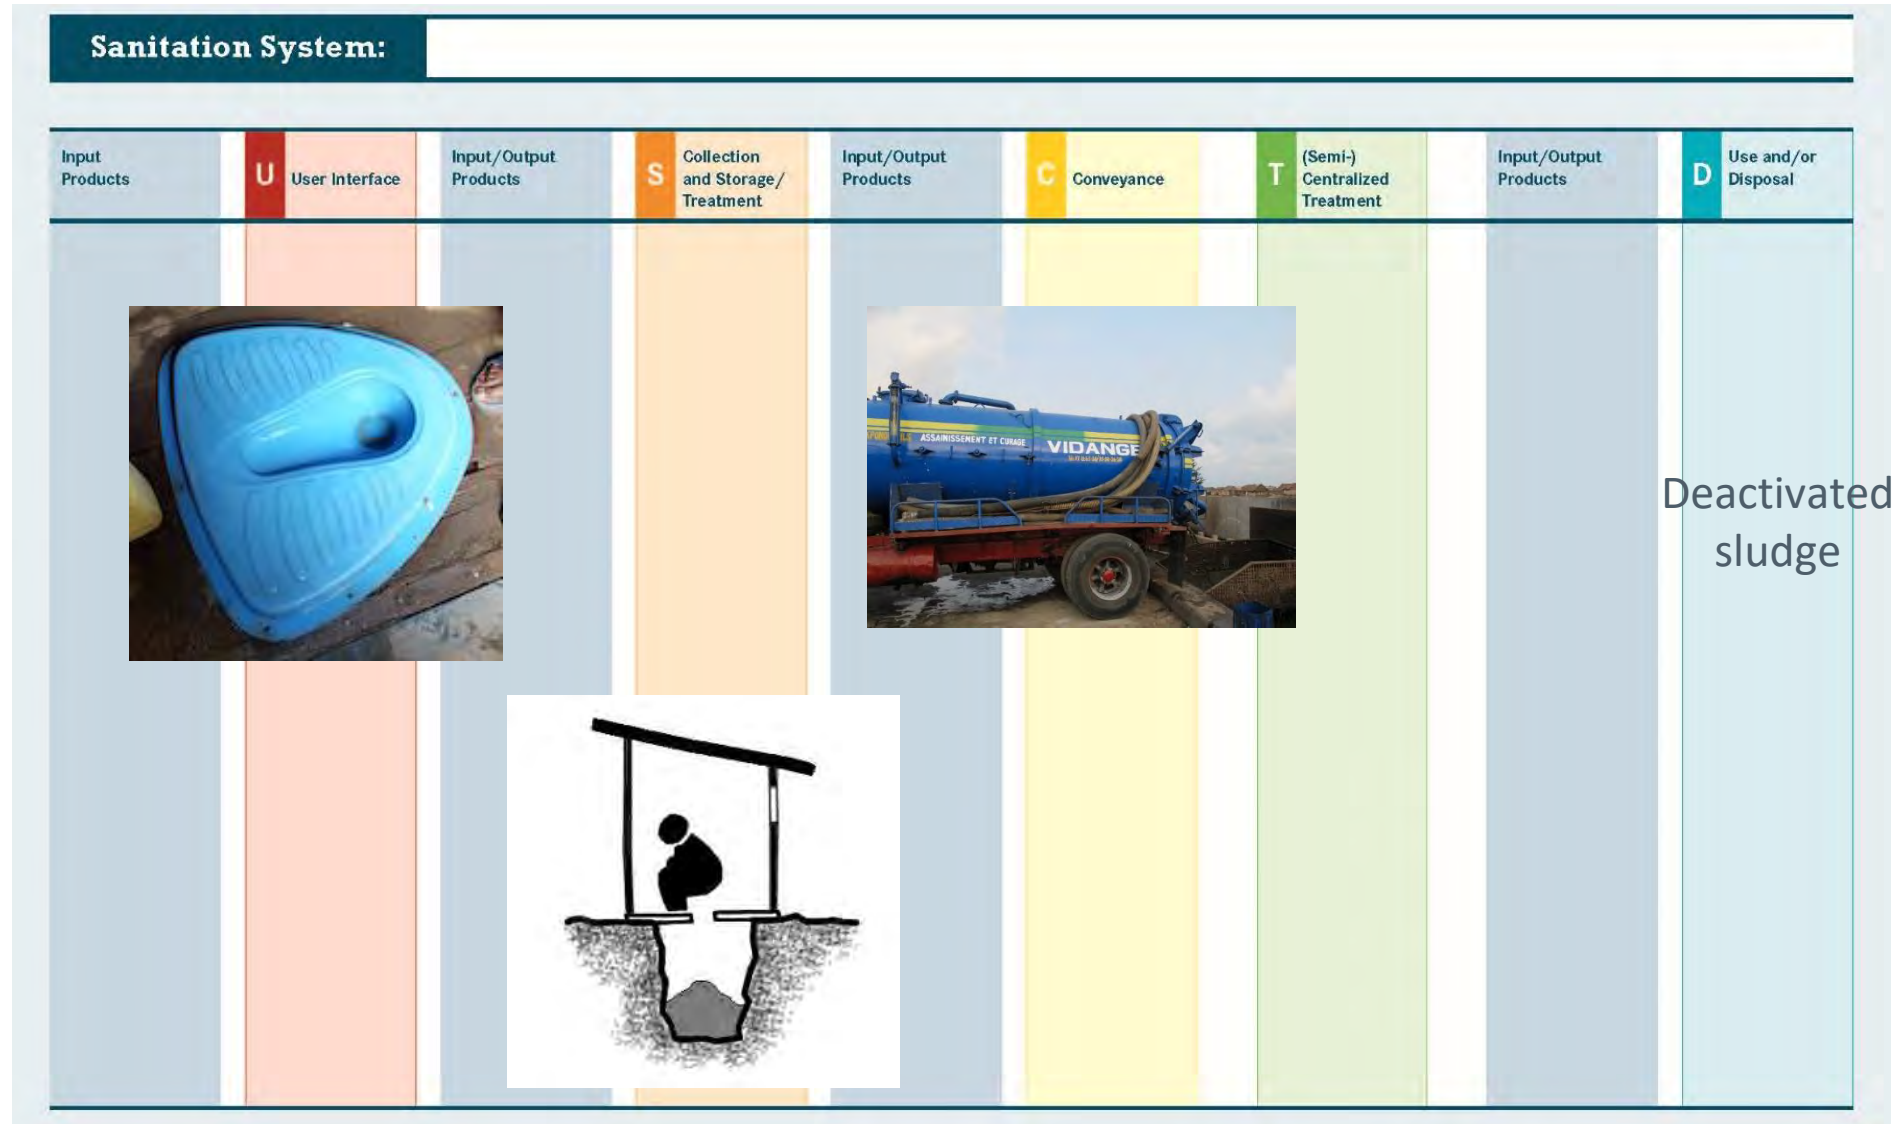 Sanitation System:
Input
Products
U
User Interface
Input/Output
Products
S
Collection
and Storage/
Treatment
Input/Output
Products
C
Conveyance
T
(Semi-)
Centralized
Treatment
Input/Output
Products
D
Use and/or
Disposal
ASSAINISSEMENT ET CURAGE
VIDANGE
Deactivated
sludge